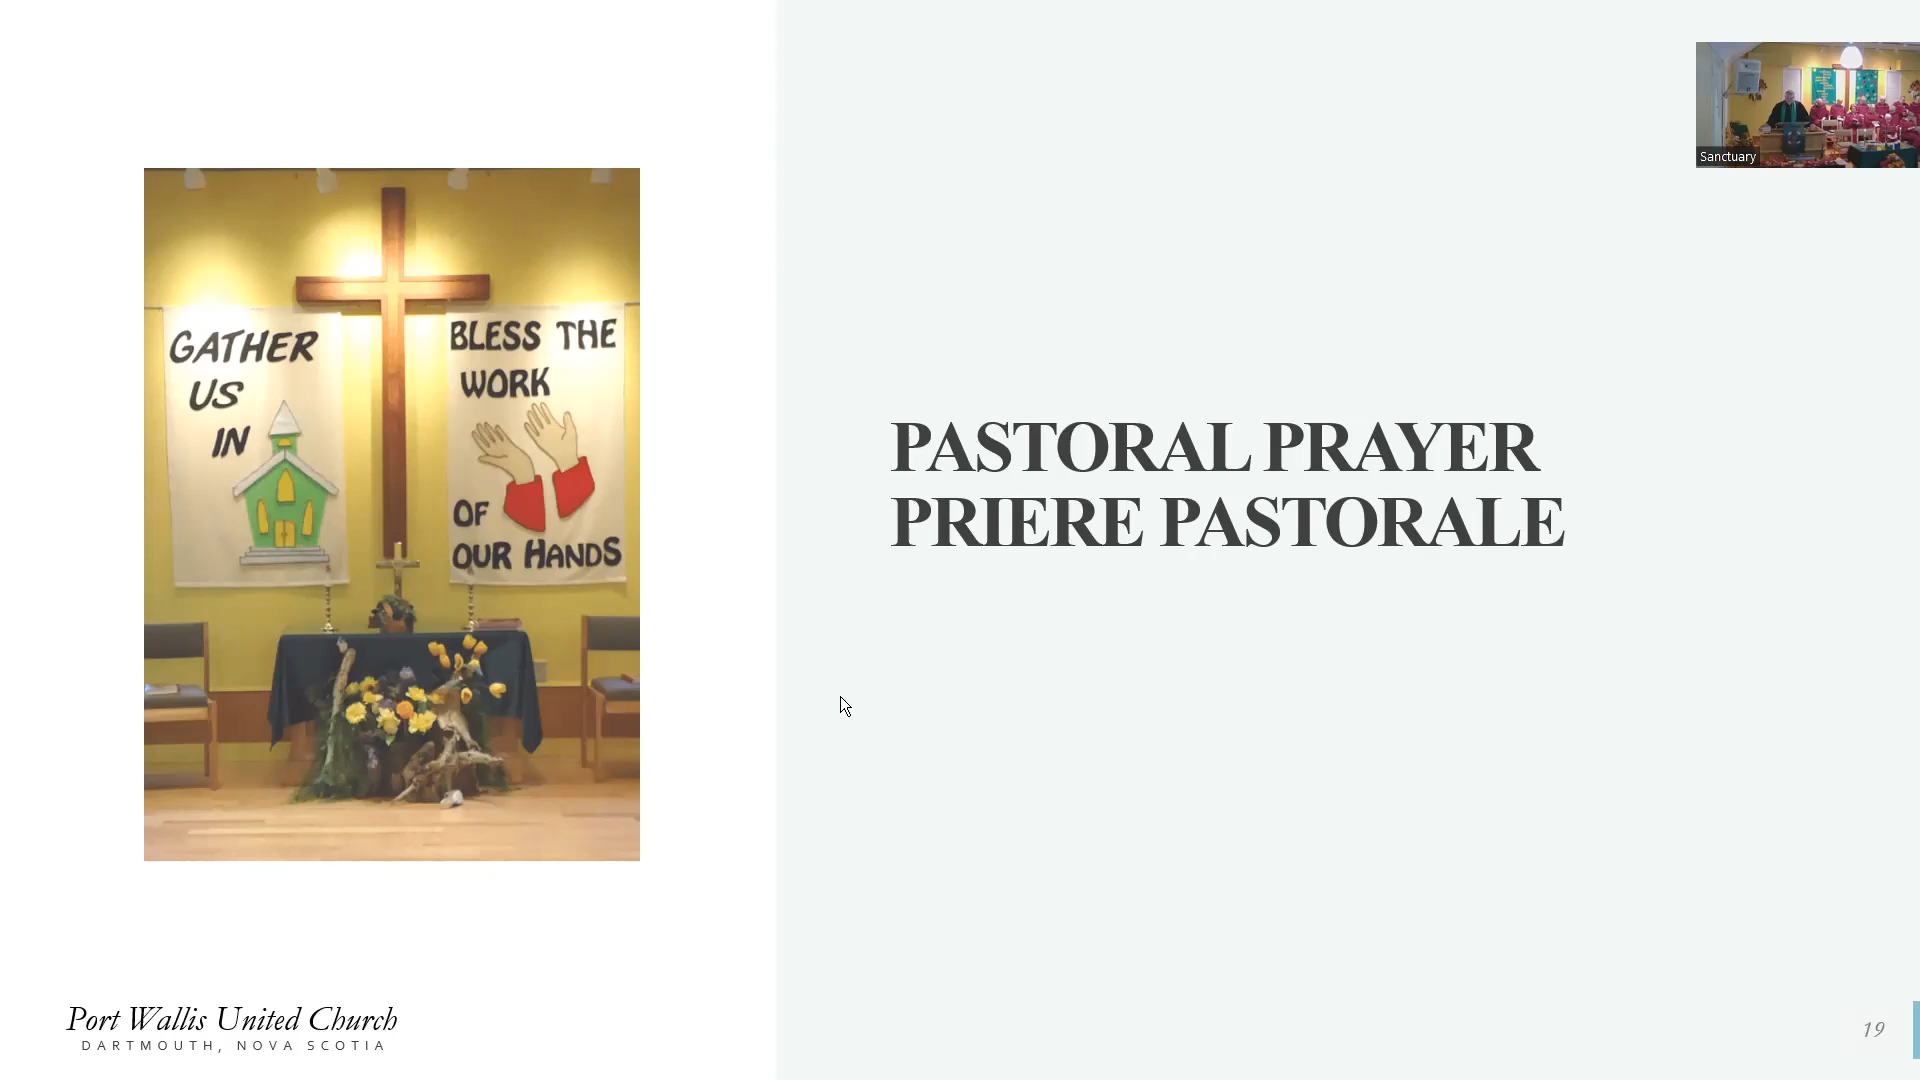 Sanctuary
GATHER
US
IN
BLESS THE
WORK
OF
OUR HANDS
PASTORAL PRAYER
PRIERE PASTORALE
Port Wallis United Church
DARTMOUTH, NOVA SCOTIA
19